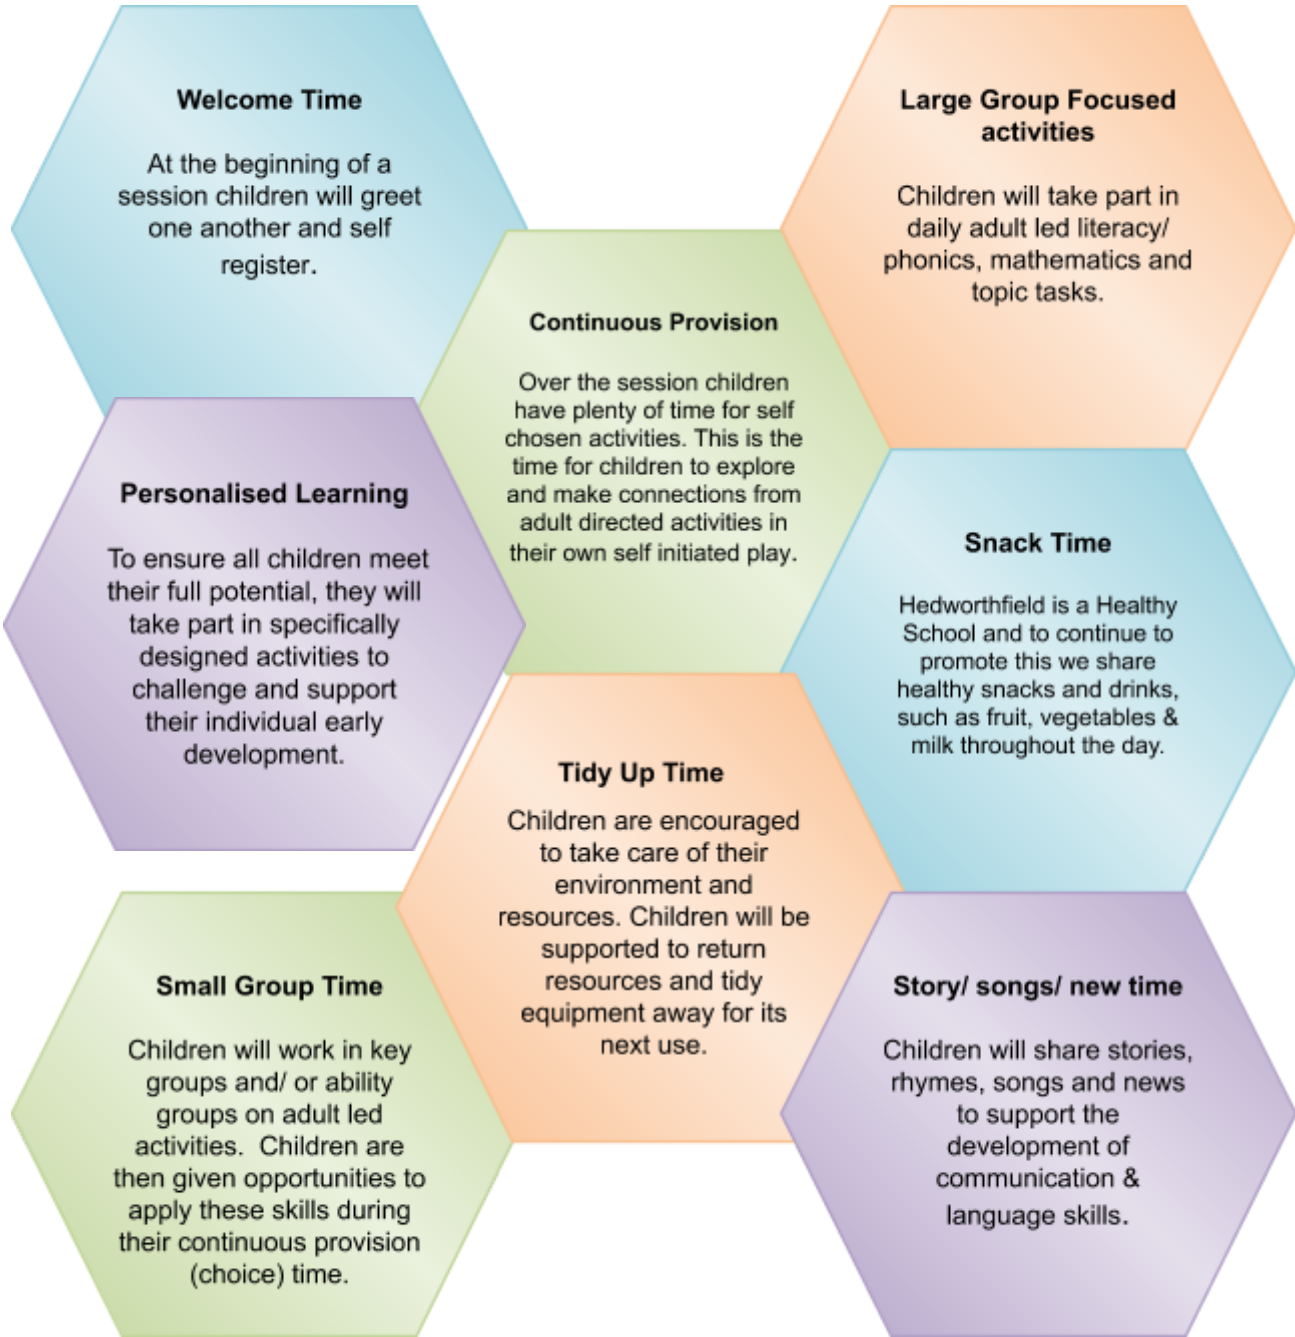 Welcome Time
At the beginning of a
session children will greet
one another and self
register.
Large Group Focused
activities
Children will take part in
daily adult led literacy/
phonics, mathematics and
topic tasks.
Continuous Provision
Over the session children
have plenty of time for self
chosen activities. This is the
time for children to explore
and make connections from
adult directed activities in
their own self initiated play.
Personalised Learning
To ensure all children meet
their full potential, they will
take part in specifically
designed activities to
challenge and support
their individual early
development.
Snack Time
Hedworthfield is a Healthy
School and to continue to
promote this we share
healthy snacks and drinks,
such as fruit, vegetables &
milk throughout the day.
Tidy Up Time
Children are encouraged
to take care of their
environment and
resources. Children will be
supported to return
resources and tidy
equipment away for its
next use.
Small Group Time
Children will work in key
groups and/ or ability
groups on adult led
activities.  Children are
then given opportunities to
apply these skills during
their continuous provision
(choice) time.
Story/ songs/ new time
Children will share stories,
rhymes, songs and news
to support the
development of
communication &
language skills.